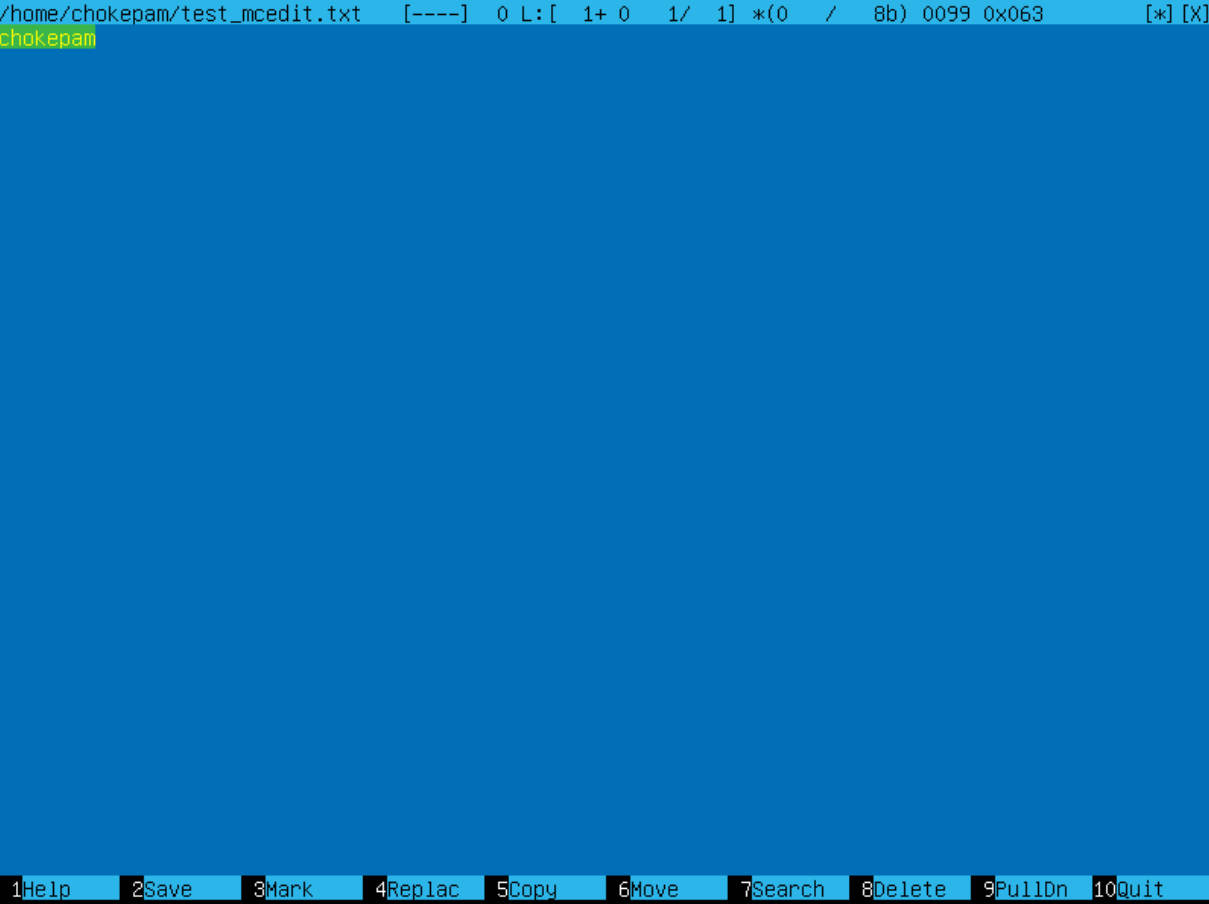 /home/chokepam/test_mcedit.txt   [----]  0 L:[  1+ 0   1/  1] *(0   /   8b) 0099 0x063        [*][X]
chokepam
1Help 2Save 3Mark 4Replac 5Copy 6Move 7Search 8Delete 9PullDn 10Quit